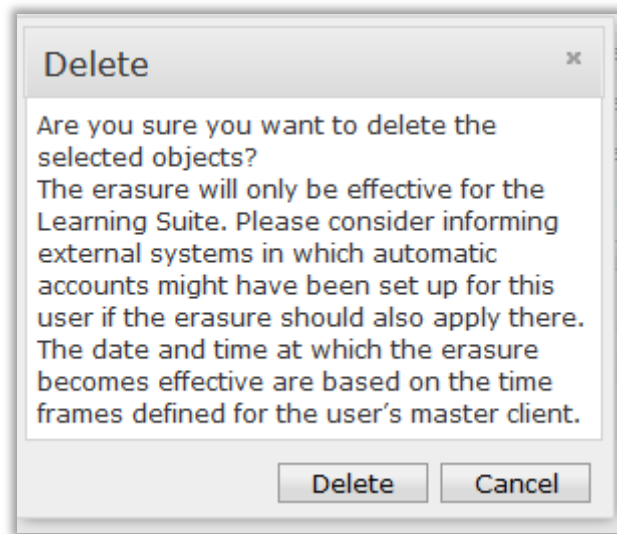 Delete
Are you sure you want to delete the
selected objects?
The erasure will only be effective for the
Learning Suite. Please consider informing
external systems in which automatic
accounts might have been set up for this
user if the erasure should also apply there.
The date and time at which the erasure
becomes effective are based on the time
frames defined for the user’s master client.
Delete Cancel